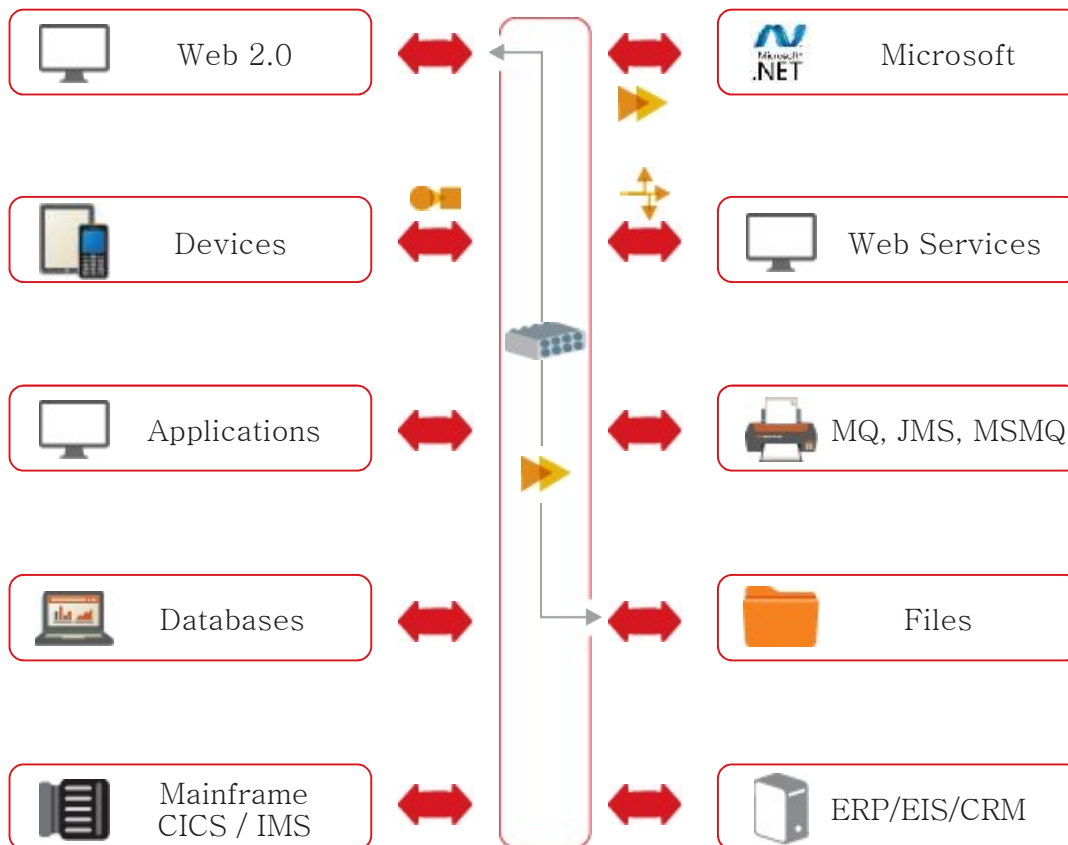 Web 2.0
Microsoft®
.NET
Microsoft
Devices
Web Services
Applications
MQ, JMS, MSMQ
Databases
Files
Mainframe
CICS / IMS
ERP/EIS/CRM